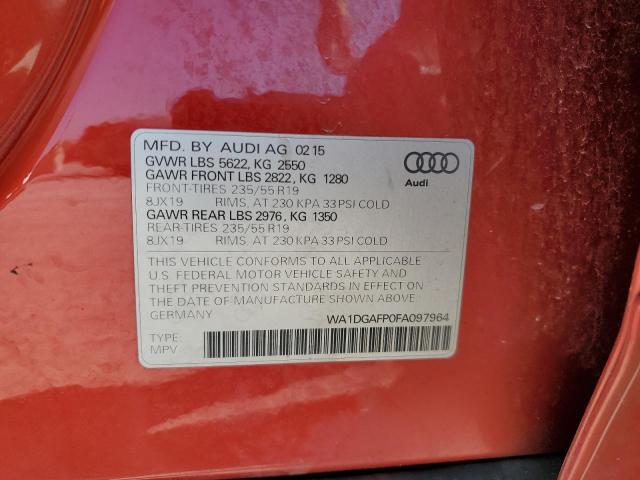 MFD. BY AUDI AG 02 15
GVWR LBS 5622, KG 2550
GAWR FRONT LBS 2822, KG 1280
FRONT-TIRES 235/55 R19
8JX19 RIMS, AT 230 KPA 33 PSI COLD
GAWR REAR LBS 2976, KG 1350
REAR-TIRES 235/55 R19
8JX19 RIMS, AT 230 KPA 33 PSI COLD
Audi
THIS VEHICLE CONFORMS TO ALL APPLICABLE
U.S. FEDERAL MOTOR VEHICLE SAFETY AND
THEFT PREVENTION STANDARDS IN EFFECT ON
THE DATE OF MANUFACTURE SHOWN ABOVE.
GERMANY WA1DGAFP0FA097964
TYPE:
MPV